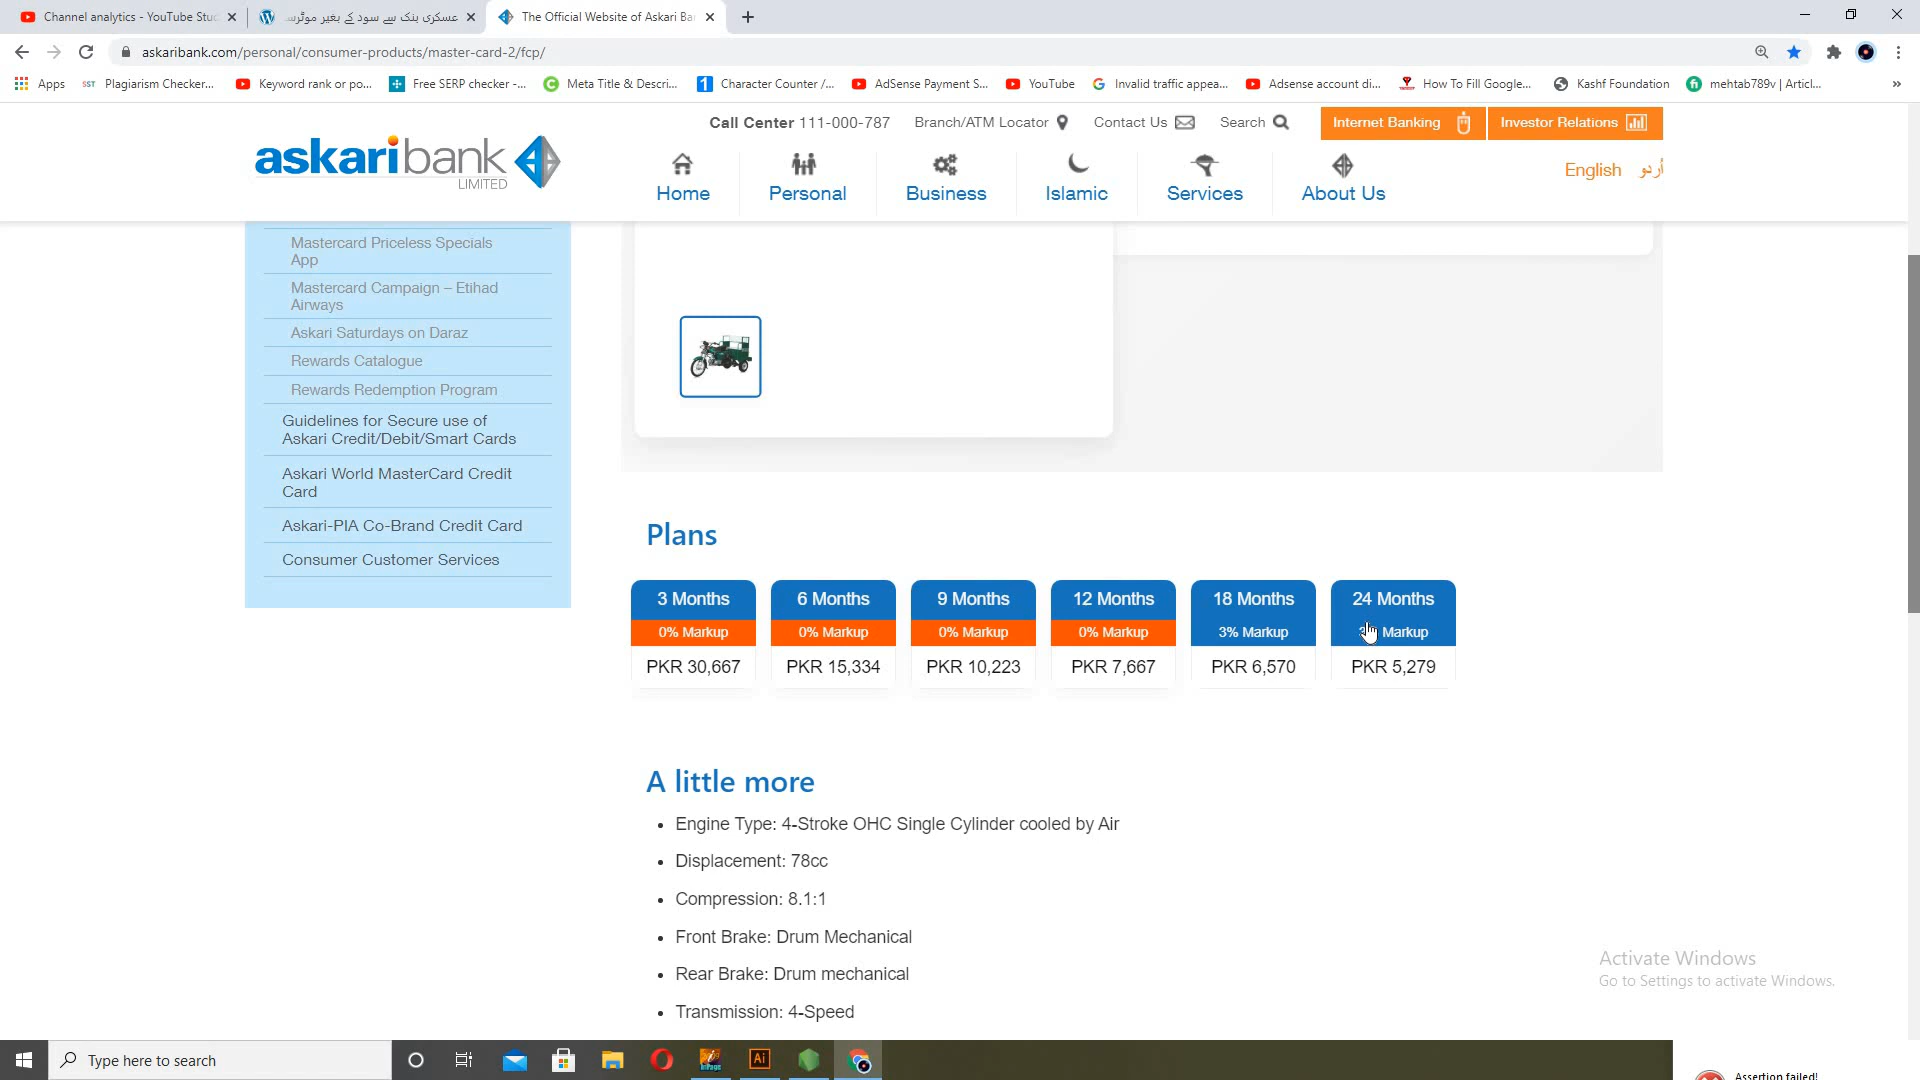 Channel analytics - YouTube Stu
عسکری بنک سے سود کے بغیر موٹرس
The Official Website of Askari Ba
askaribank.com/personal/consumer-products/master-card-2/fcp/
Apps
SST Plagiarism Checker...
Keyword rank or po...
Free SERP checker -...
Meta Title & Descri...
1 Character Counter /...
AdSense Payment S...
YouTube
Invalid traffic appea...
Adsense account di...
How To Fill Google...
Kashf Foundation
mehtab789v | Articl...
»
Call Center 111-000-787
Branch/ATM Locator
Contact Us
Search
Internet Banking
Investor Relations
askaribank
LIMITED
Home
Personal
Business
Islamic
Services
About Us
English
اُردو
Mastercard Priceless Specials
App
Mastercard Campaign – Etihad
Airways
Askari Saturdays on Daraz
Rewards Catalogue
Rewards Redemption Program
Guidelines for Secure use of
Askari Credit/Debit/Smart Cards
Askari World MasterCard Credit
Card
Askari-PIA Co-Brand Credit Card
Consumer Customer Services
Plans
3 Months
0% Markup
PKR 30,667
6 Months
0% Markup
PKR 15,334
9 Months
0% Markup
PKR 10,223
12 Months
0% Markup
PKR 7,667
18 Months
3% Markup
PKR 6,570
24 Months
Markup
PKR 5,279
A little more
• Engine Type: 4-Stroke OHC Single Cylinder cooled by Air
• Displacement: 78cc
• Compression: 8.1:1
• Front Brake: Drum Mechanical
• Rear Brake: Drum mechanical
• Transmission: 4-Speed
Activate Windows
Go to Settings to activate Windows.
Type here to search
Ai
Assertion failed!